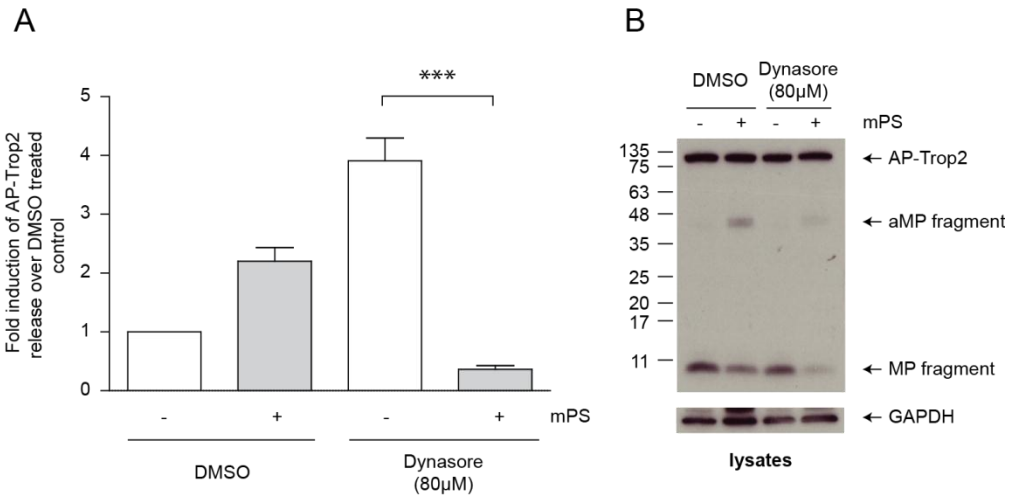 A
Fold induction of AP-Trop2
release over DMSO treated
control
5
4
3
2
1
0
***
- + - + mPS
DMSO
Dynasore
(80µM)
B
DMSO
Dynasore
(80µM)
- + - + mPS
135
75
63
48
35
25
20
17
11
← AP-Trop2
← aMP fragment
← MP fragment
← GAPDH
lysates